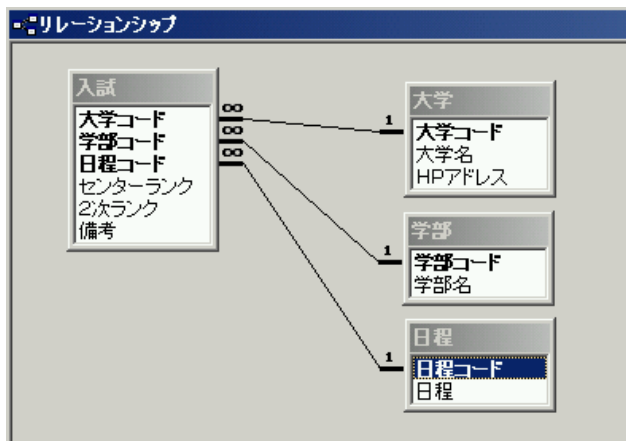 リレーションシップ
入試
大学コード
学部コード
日程コード
センターランク
2次ランク
備考
∞
∞
∞
1
大学
大学コード
大学名
HPアドレス
1
学部
学部コード
学部名
1
日程
日程コード
日程